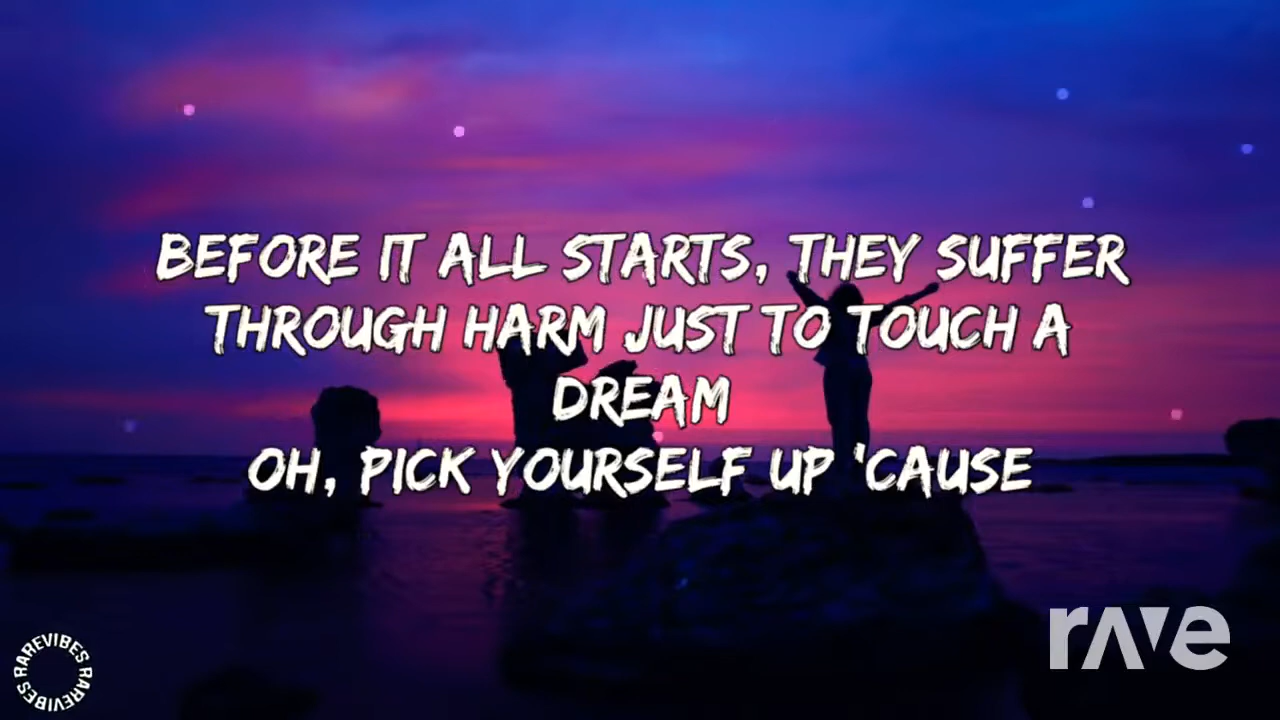 BEFORE IT ALL STARTS, THEY SUFFER
THROUGH HARM JUST TO TOUCH A
DREAM
OH, PICK YOURSELF UP 'CAUSE
rave
RAREVIBES RAREVIBES